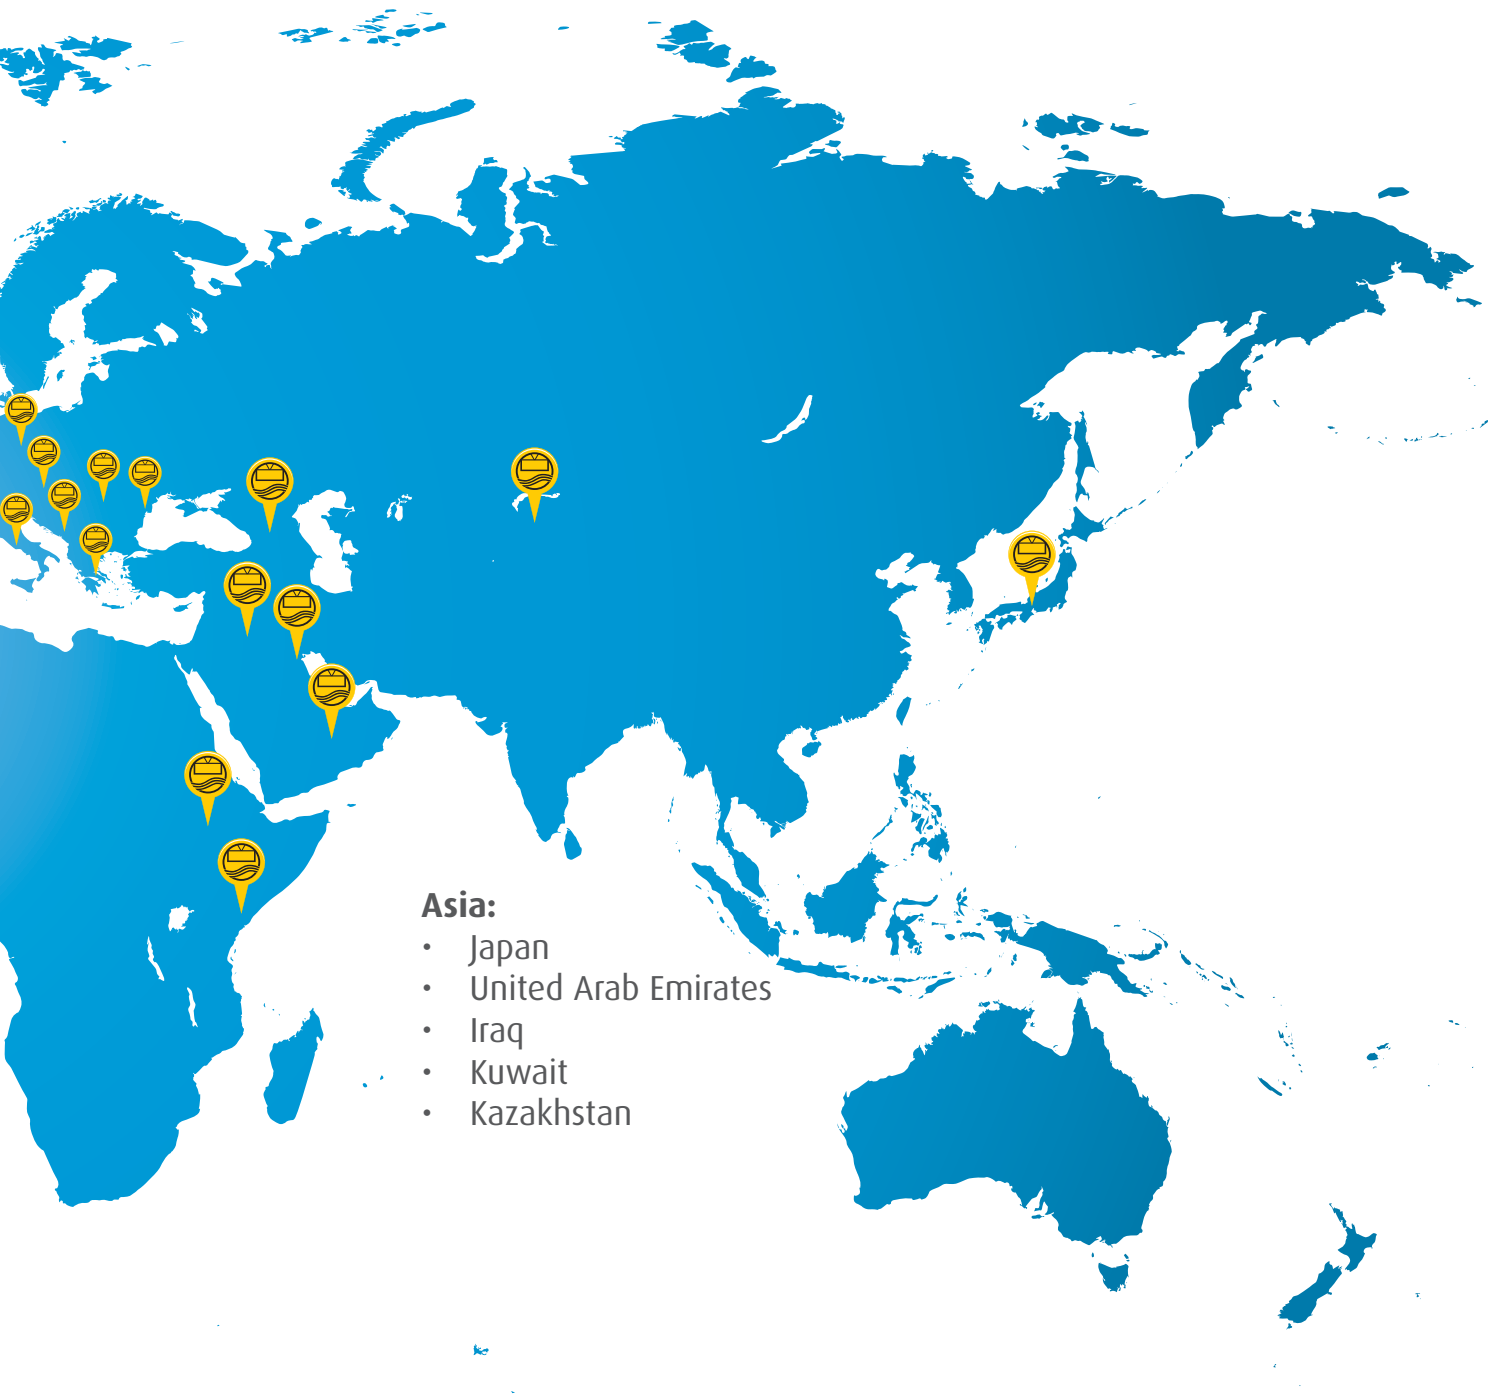 Asia:
• Japan
• United Arab Emirates
• Iraq
• Kuwait
• Kazakhstan